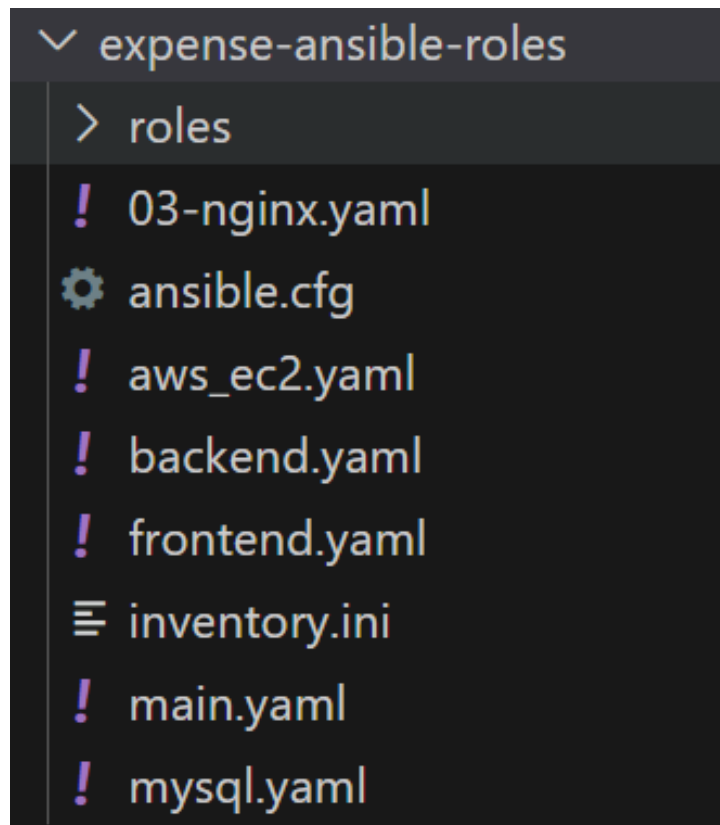 expense-ansible-roles
roles
03-nginx.yaml
ansible.cfg
aws_ec2.yaml
backend.yaml
frontend.yaml
inventory.ini
main.yaml
mysql.yaml